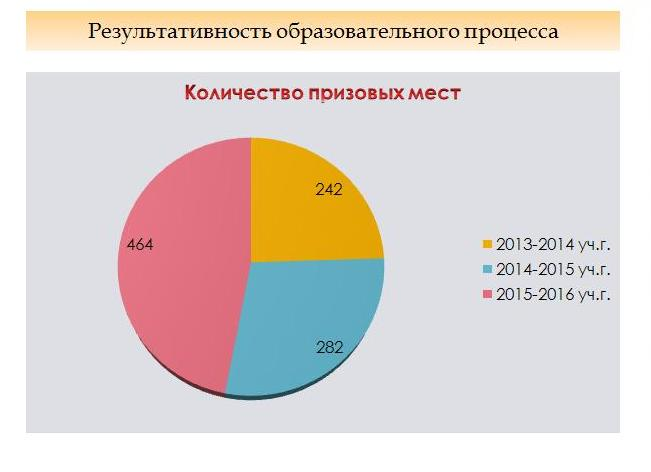 Результативность образовательного процесса
Количество призовых мест
242
464
282
2013-2014 уч.г.
2014-2015 уч.г.
2015-2016 уч.г.